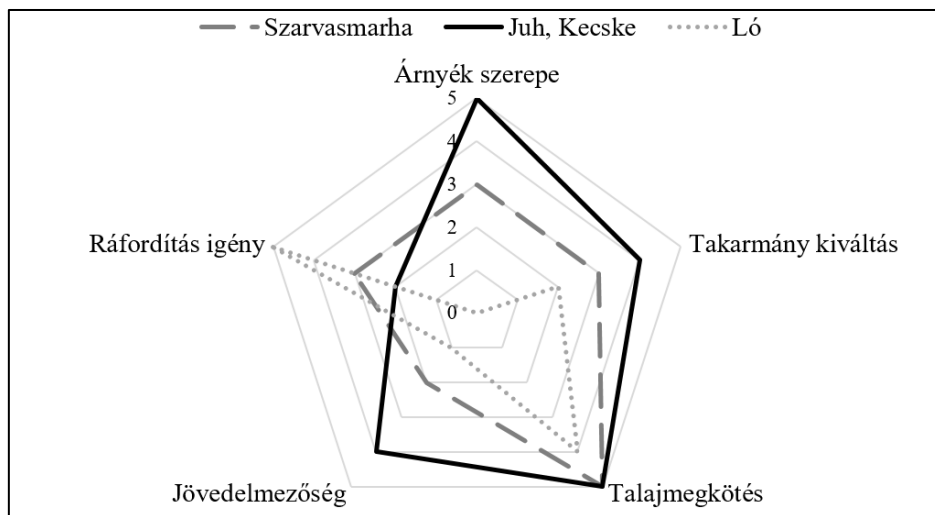 Szarvasmarha Juh, Kecske Ló
Árnyék szerepe
5
4
3
2
1
0
Ráfordítás igény
Takarmány kiváltás
Jövedelmezőség
Talajmegkötés